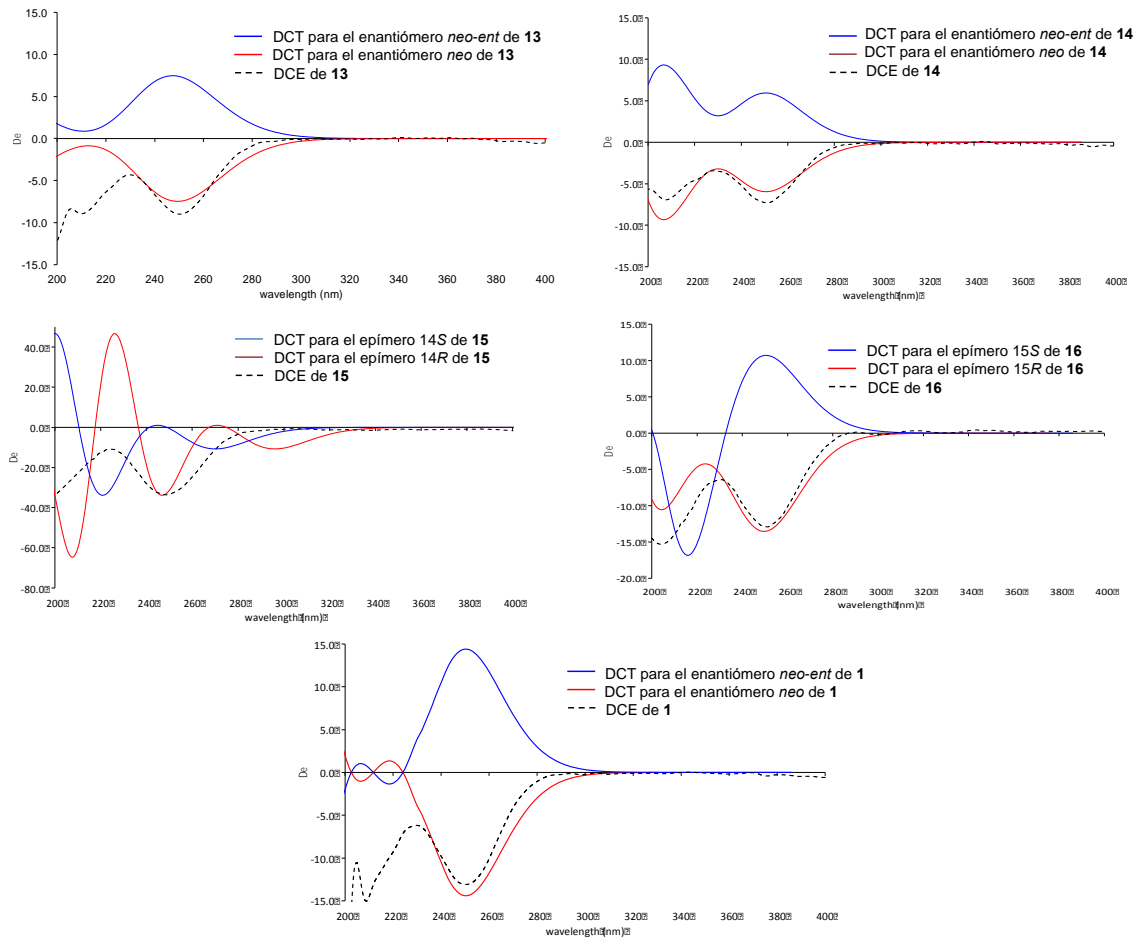 15.0
10.0
5.0
0.0
-5.0
-10.0
-15.0
De
DCT para el enantiómero neo-ent de 13
DCT para el enantiómero neo de 13
DCE de 13
200 220 240 260 280 300 320 340 360 380 400
wavelength (nm)
15.0⍰
10.0⍰
5.0⍰
0.0⍰
-5.0⍰
-10.0⍰
-15.0⍰
De
DCT para el enantiómero neo-ent de 14
DCT para el enantiómero neo de 14
DCE de 14
200⍰ 220⍰ 240⍰ 260⍰ 280⍰ 300⍰ 320⍰ 340⍰ 360⍰ 380⍰ 400⍰
wavelength⍰(nm)⍰
40.0⍰
20.0⍰
0.0⍰
-20.0⍰
-40.0⍰
-60.0⍰
-80.0⍰
De
DCT para el epímero 14S de 15
DCT para el epímero 14R de 15
DCE de 15
200⍰ 220⍰ 240⍰ 260⍰ 280⍰ 300⍰ 320⍰ 340⍰ 360⍰ 380⍰ 400⍰
wavelength⍰(nm)⍰
15.0⍰
10.0⍰
5.0⍰
0.0⍰
-5.0⍰
-10.0⍰
-15.0⍰
-20.0⍰
De
DCT para el epímero 15S de 16
DCT para el epímero 15R de 16
DCE de 16
200⍰ 220⍰ 240⍰ 260⍰ 280⍰ 300⍰ 320⍰ 340⍰ 360⍰ 380⍰ 400⍰
wavelength⍰(nm)⍰
15.0⍰
10.0⍰
5.0⍰
0.0⍰
-5.0⍰
-10.0⍰
-15.0⍰
De
DCT para el enantiómero neo-ent de 1
DCT para el enantiómero neo de 1
DCE de 1
200⍰ 220⍰ 240⍰ 260⍰ 280⍰ 300⍰ 320⍰ 340⍰ 360⍰ 380⍰ 400⍰
wavelength⍰(nm)⍰